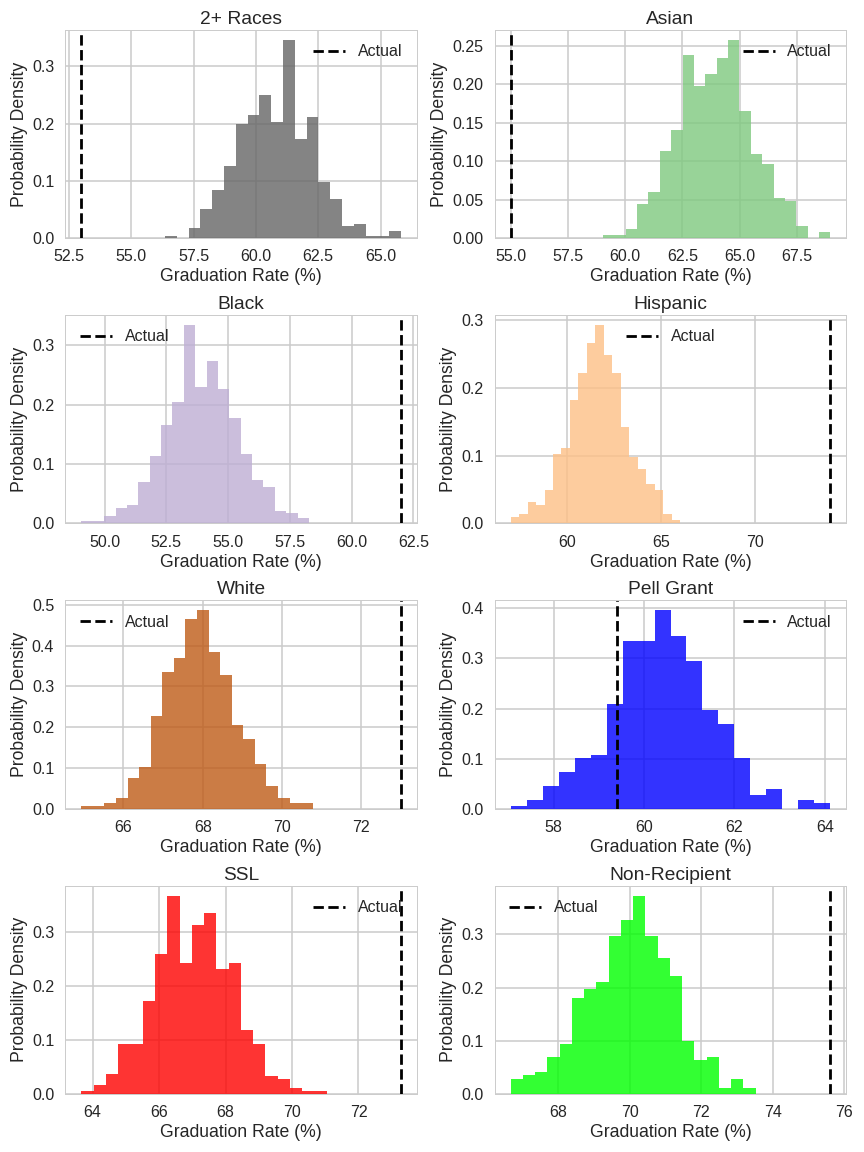 2+ Races
Actual
Probability Density
0.3
0.2
0.1
0.0
52.5 55.0 57.5 60.0 62.5 65.0
Graduation Rate (%)
Asian
Actual
Probability Density
0.25
0.20
0.15
0.10
0.05
0.00
55.0 57.5 60.0 62.5 65.0 67.5
Graduation Rate (%)
Black
Actual
Probability Density
0.3
0.2
0.1
0.0
50.0 52.5 55.0 57.5 60.0 62.5
Graduation Rate (%)
Hispanic
Actual
Probability Density
0.3
0.2
0.1
0.0
60 65 70
Graduation Rate (%)
White
Actual
Probability Density
0.5
0.4
0.3
0.2
0.1
0.0
66 68 70 72
Graduation Rate (%)
Pell Grant
Actual
Probability Density
0.4
0.3
0.2
0.1
0.0
58 60 62 64
Graduation Rate (%)
SSL
Actual
Probability Density
0.3
0.2
0.1
0.0
64 66 68 70 72
Graduation Rate (%)
Non-Recipient
Actual
Probability Density
0.3
0.2
0.1
0.0
68 70 72 74 76
Graduation Rate (%)